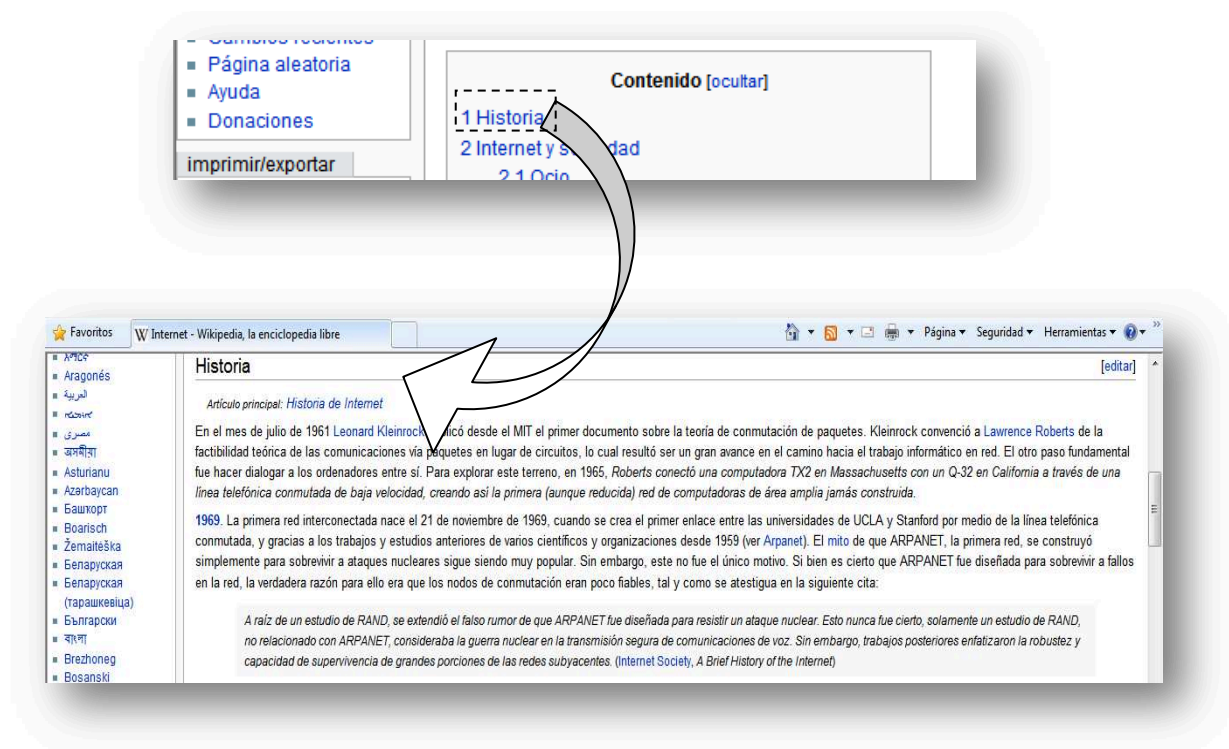 Cambios recientes
Página aleatoria
Ayuda
Donaciones
imprimir/exportar
Contenido [ocultar]
1 Historia
2 Internet y dad
2.1 Ocio
Favoritos
Internet - Wikipedia, la enciclopedia libre
Página
Seguridad
Herramientas
Aragonés
العربية
مصرى
অসমীয়া
Asturianu
Azərbaycan
Башҡорт
Boarisch
Žemaitėška
Беларуская
Беларуская
(тарашкевіца)
Български
বাংলা
Brezhoneg
Bosanski
Historia
[editar]
Artículo principal: Historia de Internet
En el mes de julio de 1961 Leonard Kleinrock icó desde el MIT el primer documento sobre la teoría de conmutación de paquetes. Kleinrock convenció a Lawrence Roberts de la
factibilidad teórica de las comunicaciones vía paquetes en lugar de circuitos, lo cual resultó ser un gran avance en el camino hacia el trabajo informático en red. El otro paso fundamental
fue hacer dialogar a los ordenadores entre sí. Para explorar este terreno, en 1965, Roberts conectó una computadora TX2 en Massachusetts con un Q-32 en California a través de una
línea telefónica conmutada de baja velocidad, creando así la primera (aunque reducida) red de computadoras de área amplia jamás construida.
1969. La primera red interconectada nace el 21 de noviembre de 1969, cuando se crea el primer enlace entre las universidades de UCLA y Stanford por medio de la línea telefónica
conmutada, y gracias a los trabajos y estudios anteriores de varios científicos y organizaciones desde 1959 (ver Arpanet). El mito de que ARPANET, la primera red, se construyó
simplemente para sobrevivir a ataques nucleares sigue siendo muy popular. Sin embargo, este no fue el único motivo. Si bien es cierto que ARPANET fue diseñada para sobrevivir a fallos
en la red, la verdadera razón para ello era que los nodos de conmutación eran poco fiables, tal y como se atestigua en la siguiente cita:
A raíz de un estudio de RAND, se extendió el falso rumor de que ARPANET fue diseñada para resistir un ataque nuclear. Esto nunca fue cierto, solamente un estudio de RAND,
no relacionado con ARPANET, consideraba la guerra nuclear en la transmisión segura de comunicaciones de voz. Sin embargo, trabajos posteriores enfatizaron la robustez y
capacidad de supervivencia de grandes porciones de las redes subyacentes. (Internet Society, A Brief History of the Internet)